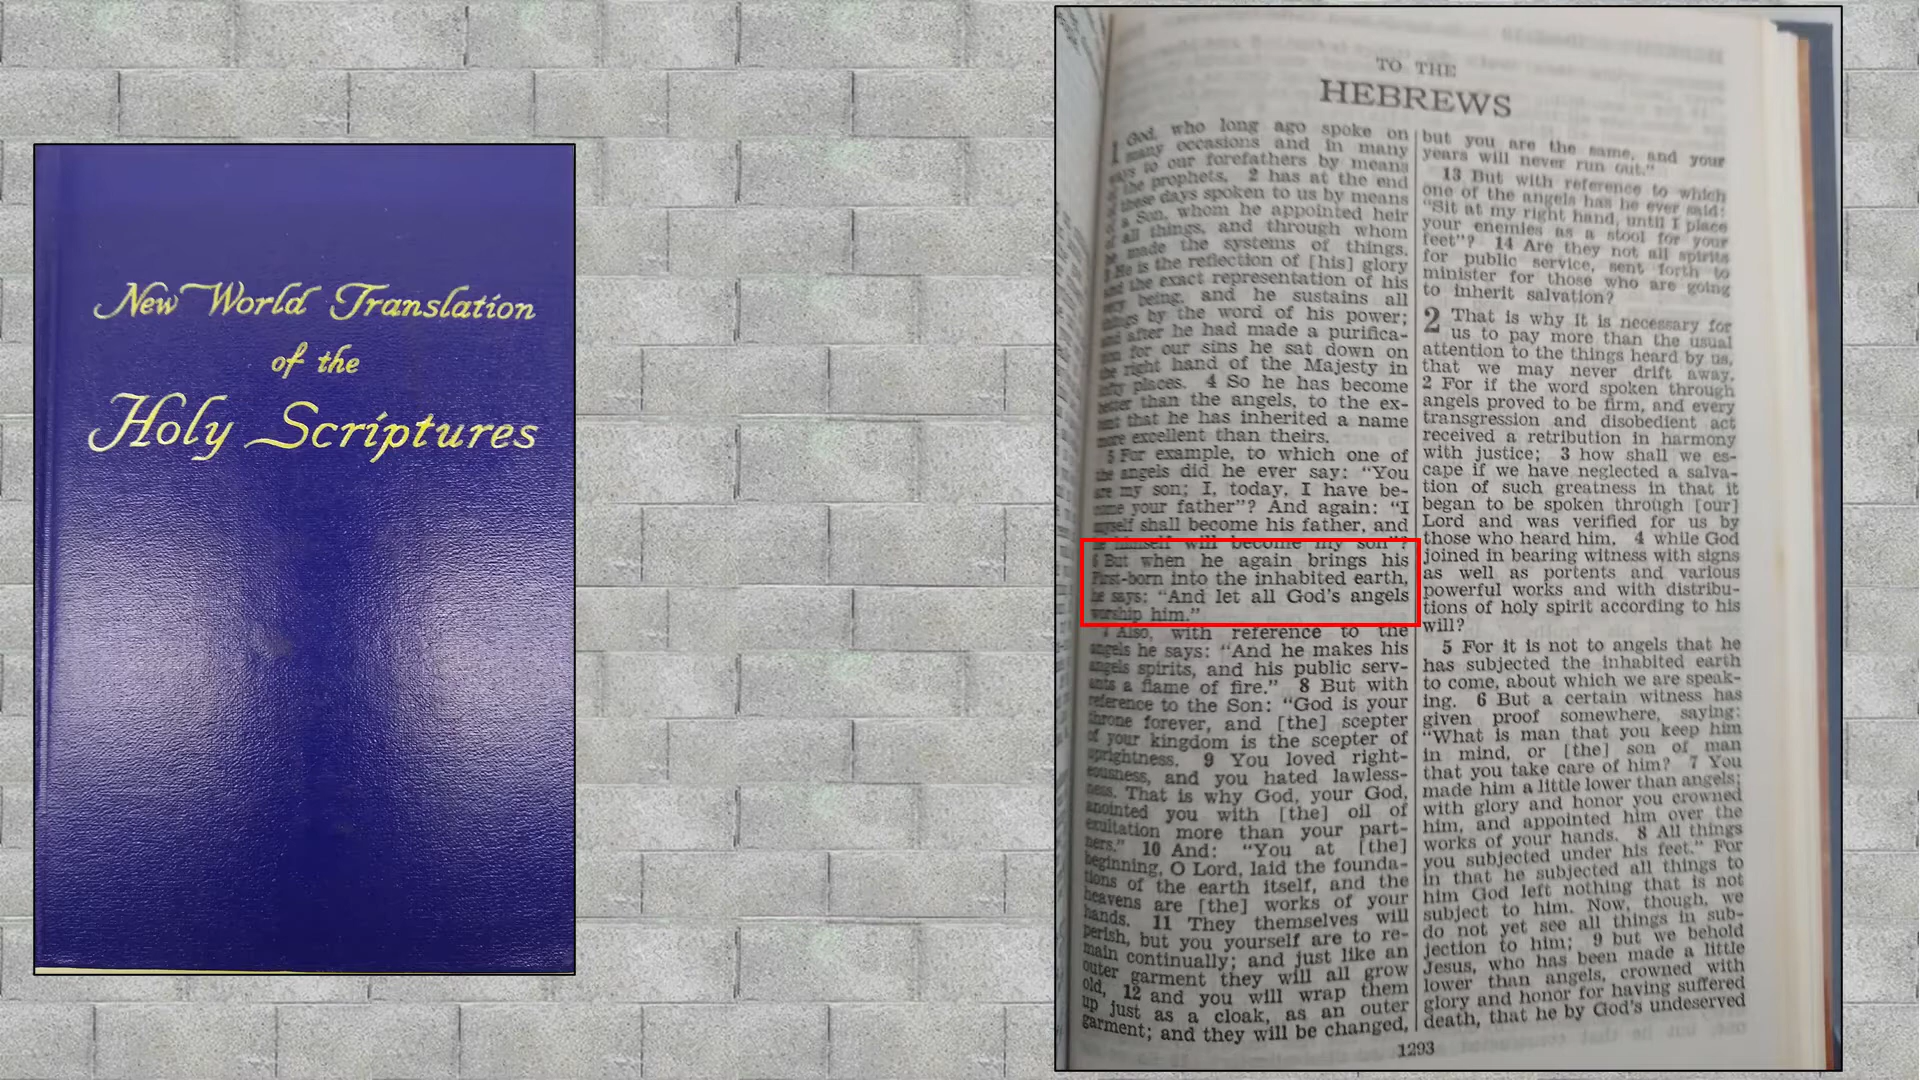 New World Translation
of the
Holy Scriptures
TO THE
HEBREWS
1 God, who long ago spoke on
many occasions and in many
ways to our forefathers by means
of the prophets, 2 has at the end
of these days spoken to us by means
of a Son, whom he appointed heir
of all things, and through whom
he made the systems of things.
3 He is the reflection of [his] glory
and the exact representation of his
very being, and he sustains all
things by the word of his power;
and after he had made a purifica-
tion for our sins he sat down on
the right hand of the Majesty in
lofty places. 4 So he has become
better than the angels, to the ex-
tent that he has inherited a name
more excellent than theirs.
5 For example, to which one of
the angels did he ever say: "You
are my son; I, today, I have be-
come your father"? And again: "I
myself shall become his father, and
he himself will become my son"?
6 But when he again brings his
First-born into the inhabited earth,
he says: "And let all God's angels
worship him."
7 Also, with reference to the
angels he says: "And he makes his
angels spirits, and his public serv-
ants a flame of fire." 8 But with
reference to the Son: "God is your
throne forever, and [the] scepter
of your kingdom is the scepter of
uprightness. 9 You loved right-
eousness, and you hated lawless-
ness. That is why God, your God,
anointed you with [the] oil of
exultation more than your part-
ners." 10 And: "You at [the]
beginning, O Lord, laid the founda-
tions of the earth itself, and the
heavens are [the] works of your
hands. 11 They themselves will
perish, but you yourself are to re-
main continually; and just like an
outer garment they will all grow
old, 12 and you will wrap them
up just as a cloak, as an outer
garment; and they will be changed,
but you are the same, and your
years will never run out."
13 But with reference to which
one of the angels has he ever said:
"Sit at my right hand, until I place
your enemies as a stool for your
feet"? 14 Are they not all spirits
for public service, sent forth to
minister for those who are going
to inherit salvation?
2 That is why it is necessary for
us to pay more than the usual
attention to the things heard by us,
that we may never drift away.
2 For if the word spoken through
angels proved to be firm, and every
transgression and disobedient act
received a retribution in harmony
with justice; 3 how shall we es-
cape if we have neglected a salva-
tion of such greatness in that it
began to be spoken through [our]
Lord and was verified for us by
those who heard him, 4 while God
joined in bearing witness with signs
as well as portents and various
powerful works and with distribu-
tions of holy spirit according to his
will?
5 For it is not to angels that he
has subjected the inhabited earth
to come, about which we are speak-
ing. 6 But a certain witness has
given proof somewhere, saying:
"What is man that you keep him
in mind, or [the] son of man
that you take care of him? 7 You
made him a little lower than angels;
with glory and honor you crowned
him, and appointed him over the
works of your hands. 8 All things
you subjected under his feet." For
in that he subjected all things to
him God left nothing that is not
subject to him. Now, though, we
do not yet see all things in sub-
jection to him; 9 but we behold
Jesus, who has been made a little
lower than angels, crowned with
glory and honor for having suffered
death, that he by God's undeserved
1293